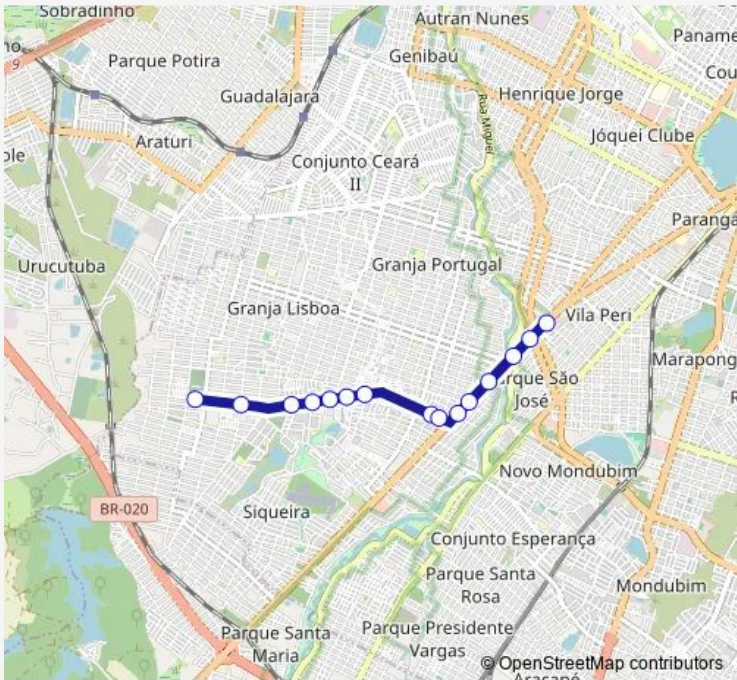 Sobradinho
Autran Nunes
Parque Potira
Genibaú
Paname
9
Guadalajara
Henrique Jorge
Cou
Rua Miguel
Araturi
Jóquei Clube
Conjunto Ceará
II
Paranga
Urucutuba
Granja Portugal
Granja Lisboa
Vila Peri
Marapong
rque São
José
Novo Mondubim
BR-020
Siqueira
Conjunto Esperança
Parque Santa
Rosa
Mondubim
Parque Santa
Maria
Parque Presidente
Vargas
© OpenStreetMap contributors